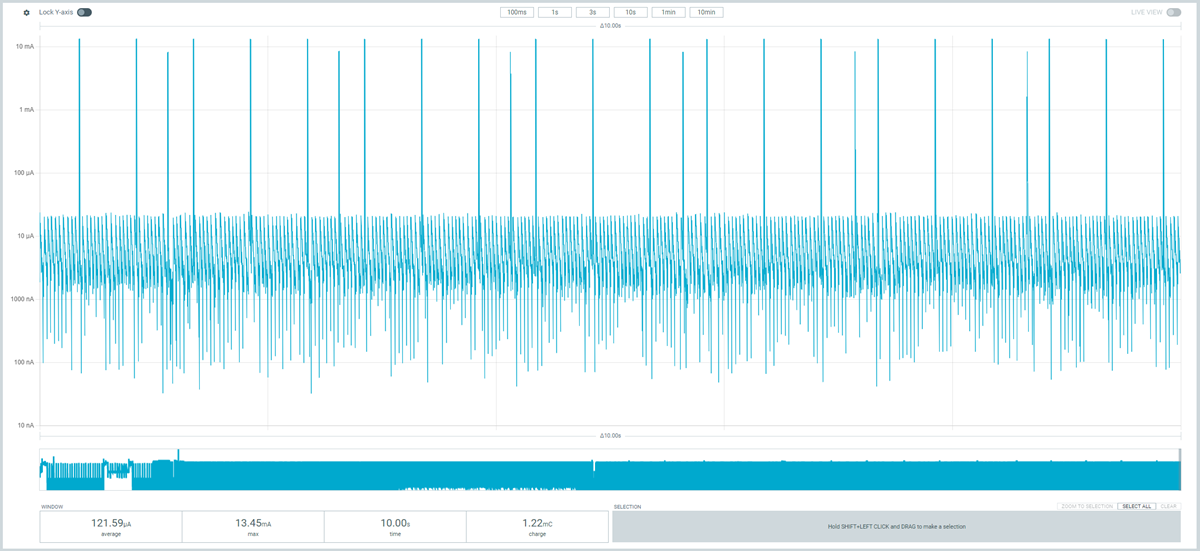 Lock Y-axis 100ms 1s 3s 10s 1min 10min LIVE VIEW
Δ10.00s
10 mA
1 mA
100 µA
10 µA
1000 nA
100 nA
10 nA
Δ10.00s
WINDOW SELECTION ZOOM TO SELECTION SELECT ALL CLEAR
121.59µA 13.45mA 10.00s 1.22mC
average max time charge
Hold SHIFT+LEFT CLICK and DRAG to make a selection